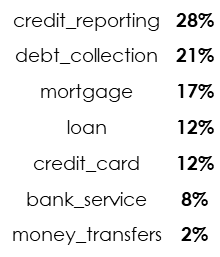 credit_reporting 28%
debt_collection 21%
mortgage 17%
loan 12%
credit_card 12%
bank_service 8%
money_transfers 2%